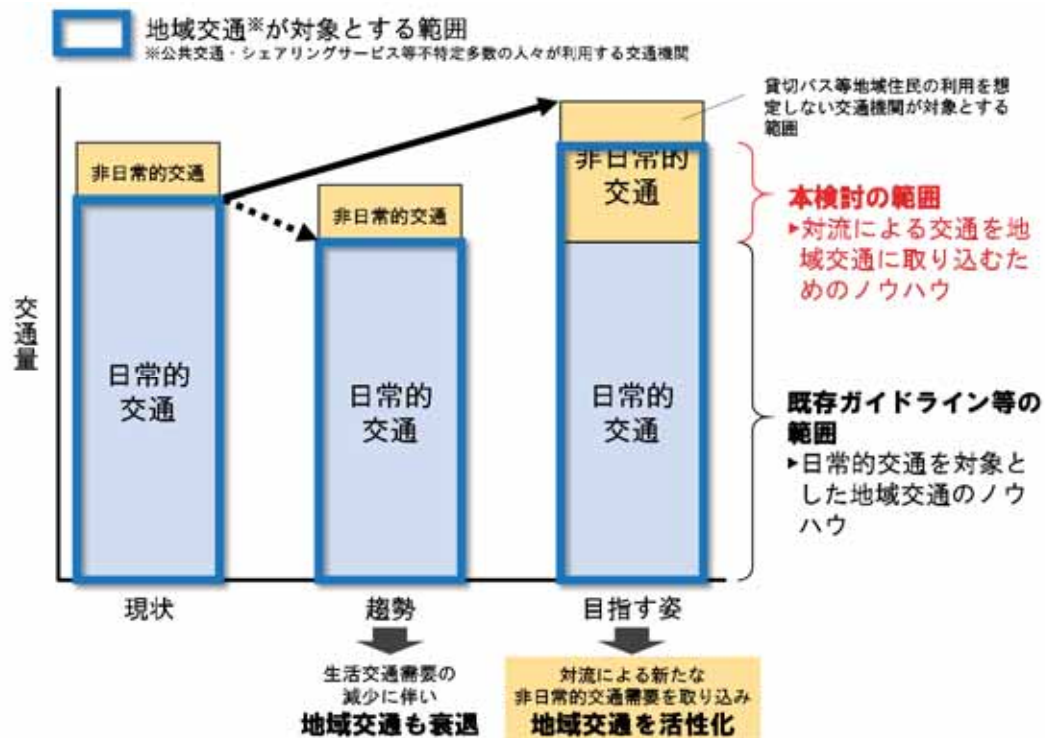 地域交通※が対象とする範囲
※公共交通・シェアリングサービス等不特定多数の人々が利用する交通機関
貸切バス等地域住民の利用を想
定しない交通機関が対象とする
範囲
交通量
非日常的交通
日常的
交通
非日常的交通
日常的
交通
非日常的
交通
日常的
交通
本検討の範囲
▶対流による交通を地
域交通に取り込むた
めのノウハウ
既存ガイドライン等の
範囲
▶日常的交通を対象と
した地域交通のノウ
ハウ
現状
趨勢
目指す姿
生活交通需要の
減少に伴い
地域交通も衰退
対流による新たな
非日常的交通需要を取り込み
地域交通を活性化